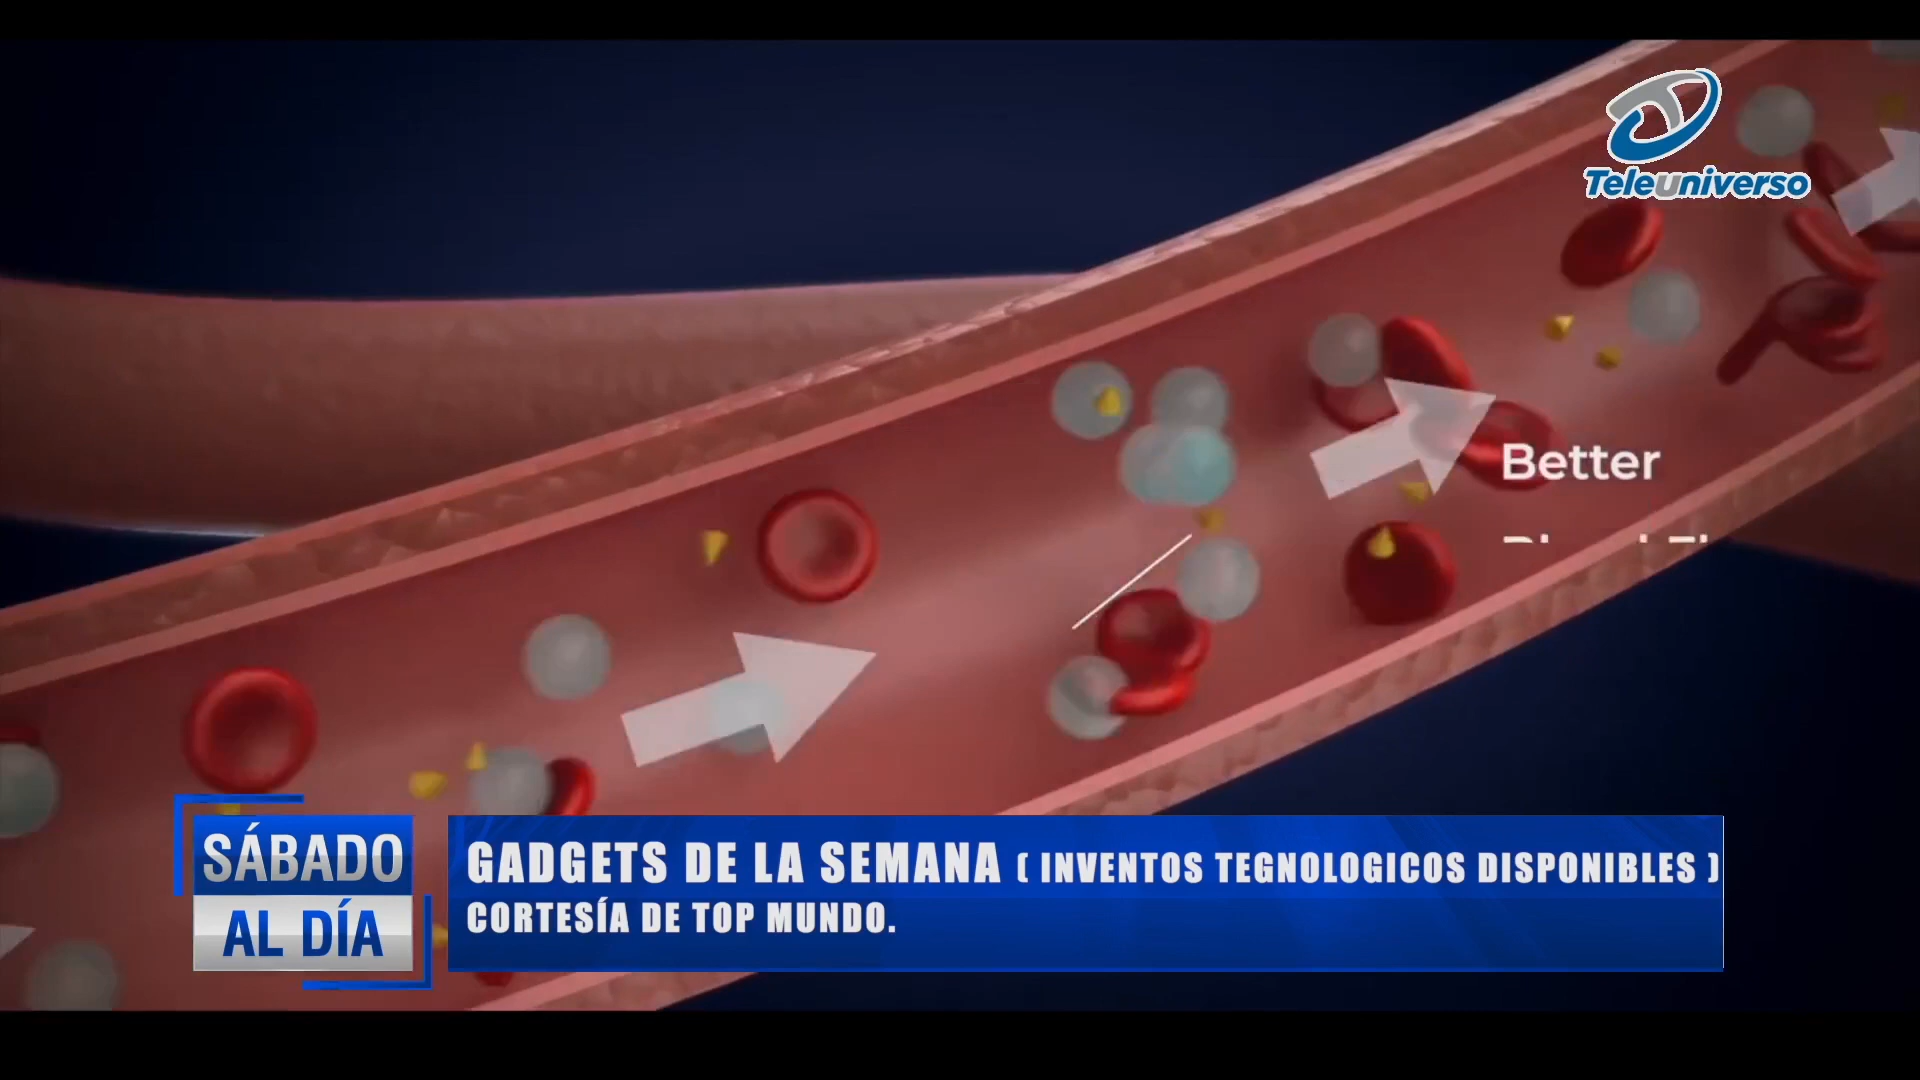 Teleuniverso
Better
SÁBADO
AL DÍA
GADGETS DE LA SEMANA ( INVENTOS TEGNOLOGICOS DISPONIBLES )
CORTESÍA DE TOP MUNDO.